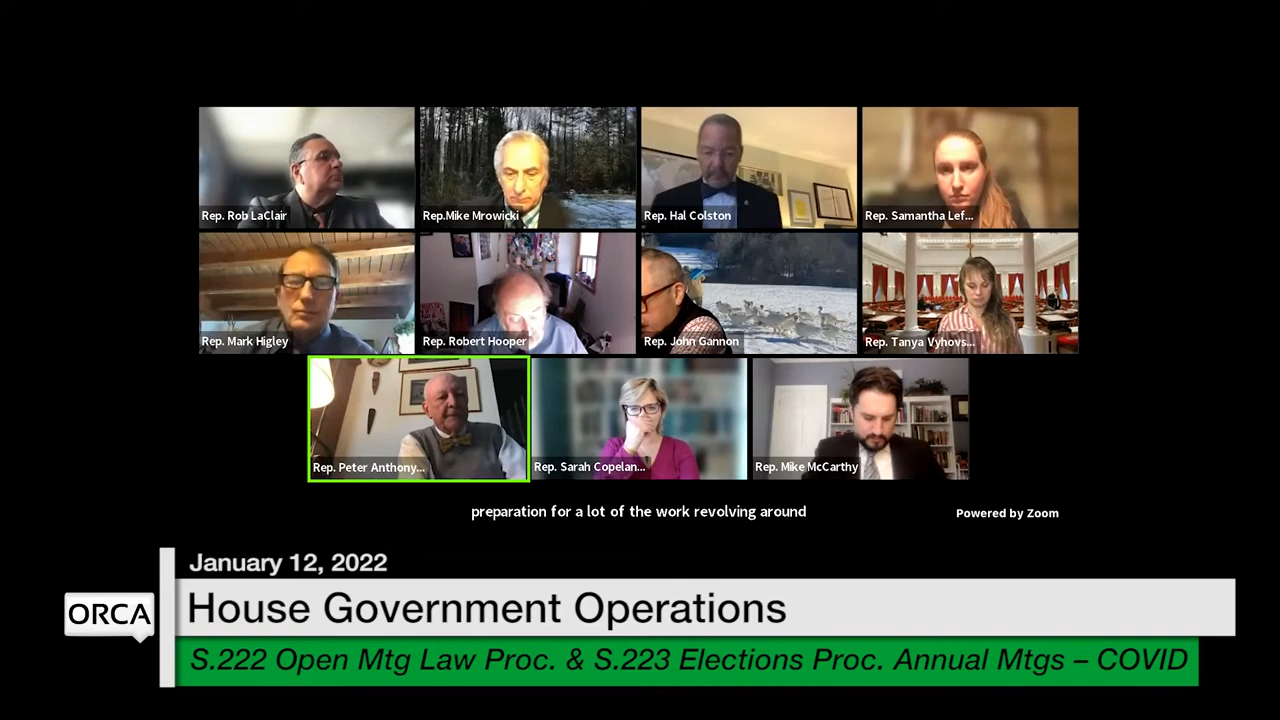 Rep. Rob LaClair
Rep.Mike Mrowicki
Rep. Hal Colston
Rep. Samantha Lef...
Rep. Mark Higley
Rep. Robert Hooper
Rep. John Gannon
Rep. Tanya Vyhovs...
Rep. Peter Anthony...
Rep. Sarah Copelan...
Rep. Mike McCarthy
preparation for a lot of the work revolving around
Powered by Zoom
January 12, 2022
ORCA
House Government Operations
S.222 Open Mtg Law Proc. & S.223 Elections Proc. Annual Mtgs – COVID